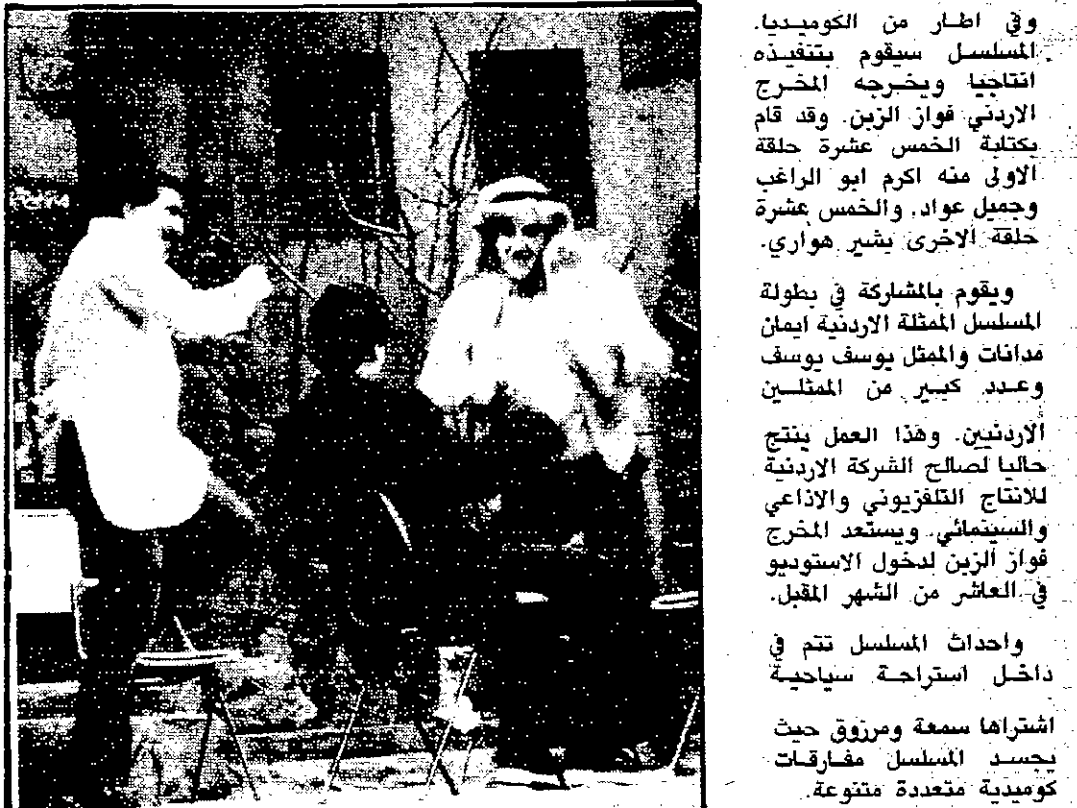 وفي اطار من الكوميديا.
المسلسل سيقوم بتنفيذه
انتاجيا ويخرجه المخرج
الاردني فواز الزبن. وقد قام
بكتابة الخمس عشرة حلقة
الاولى منه اكرم ابو الراغب
وجميل عواد، والخمس عشرة
حلقة الاخرى بشير هواري.
ويقوم بالمشاركة في بطولة
المسلسل الممثلة الاردنية ايمان
مدانات والممثل يوسف يوسف
وعدد كبير من الممثلين
الاردنيين. وهذا العمل ينتج
حاليا لصالح الشركة الاردنية
للانتاج التلفزيوني والاذاعي
والسينمائي. ويستعد المخرج
فواز الزبن لدخول الاستوديو
في العاشر من الشهر المقبل.
واحداث المسلسل تتم في
داخل استراحة سياحية
اشتراها سمعة ومرزوق حيث
يجسد المسلسل مفارقات
كوميدية متعددة متنوعة.